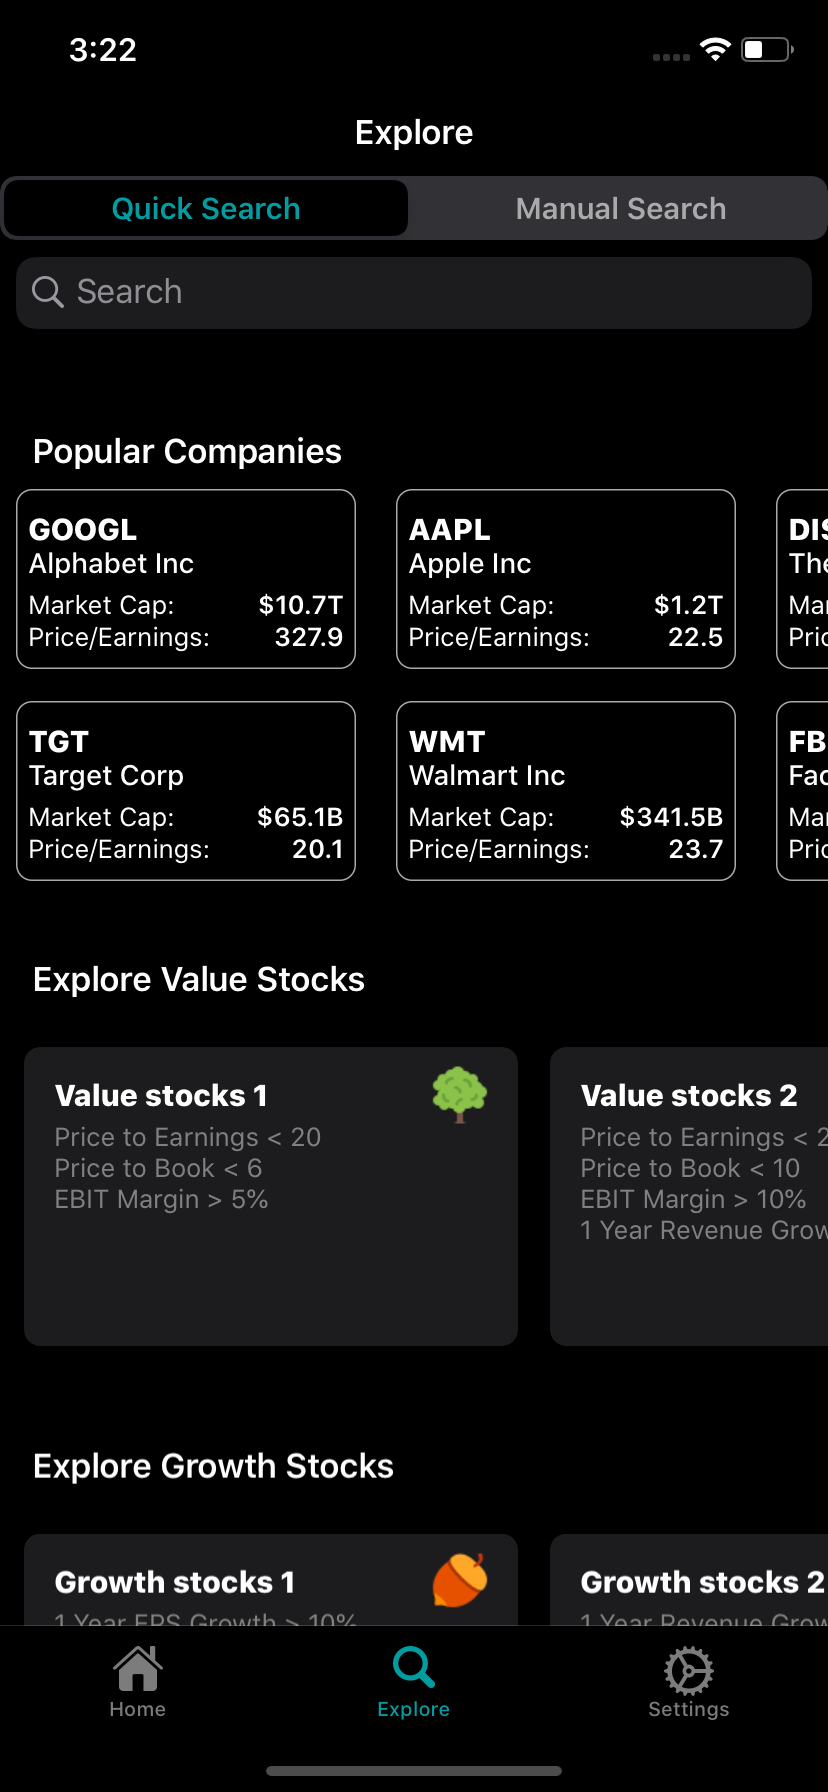 3:22
Explore
Quick Search
Manual Search
Search
Popular Companies
GOOGL
Alphabet Inc
Market Cap: $10.7T
Price/Earnings: 327.9
AAPL
Apple Inc
Market Cap: $1.2T
Price/Earnings: 22.5
DIS
The
TGT
Target Corp
Market Cap: $65.1B
Price/Earnings: 20.1
WMT
Walmart Inc
Market Cap: $341.5B
Price/Earnings: 23.7
FB
Explore Value Stocks
Value stocks 1
Price to Earnings < 20
Price to Book < 6
EBIT Margin > 5%
Value stocks 2
Price to Earnings < 2
Price to Book < 10
EBIT Margin > 10%
1 Year Revenue Grow
Explore Growth Stocks
Growth stocks 1
1 Year EPS Growth > 10%
Growth stocks 2
1 Year Revenue Grow
Home
Explore
Settings